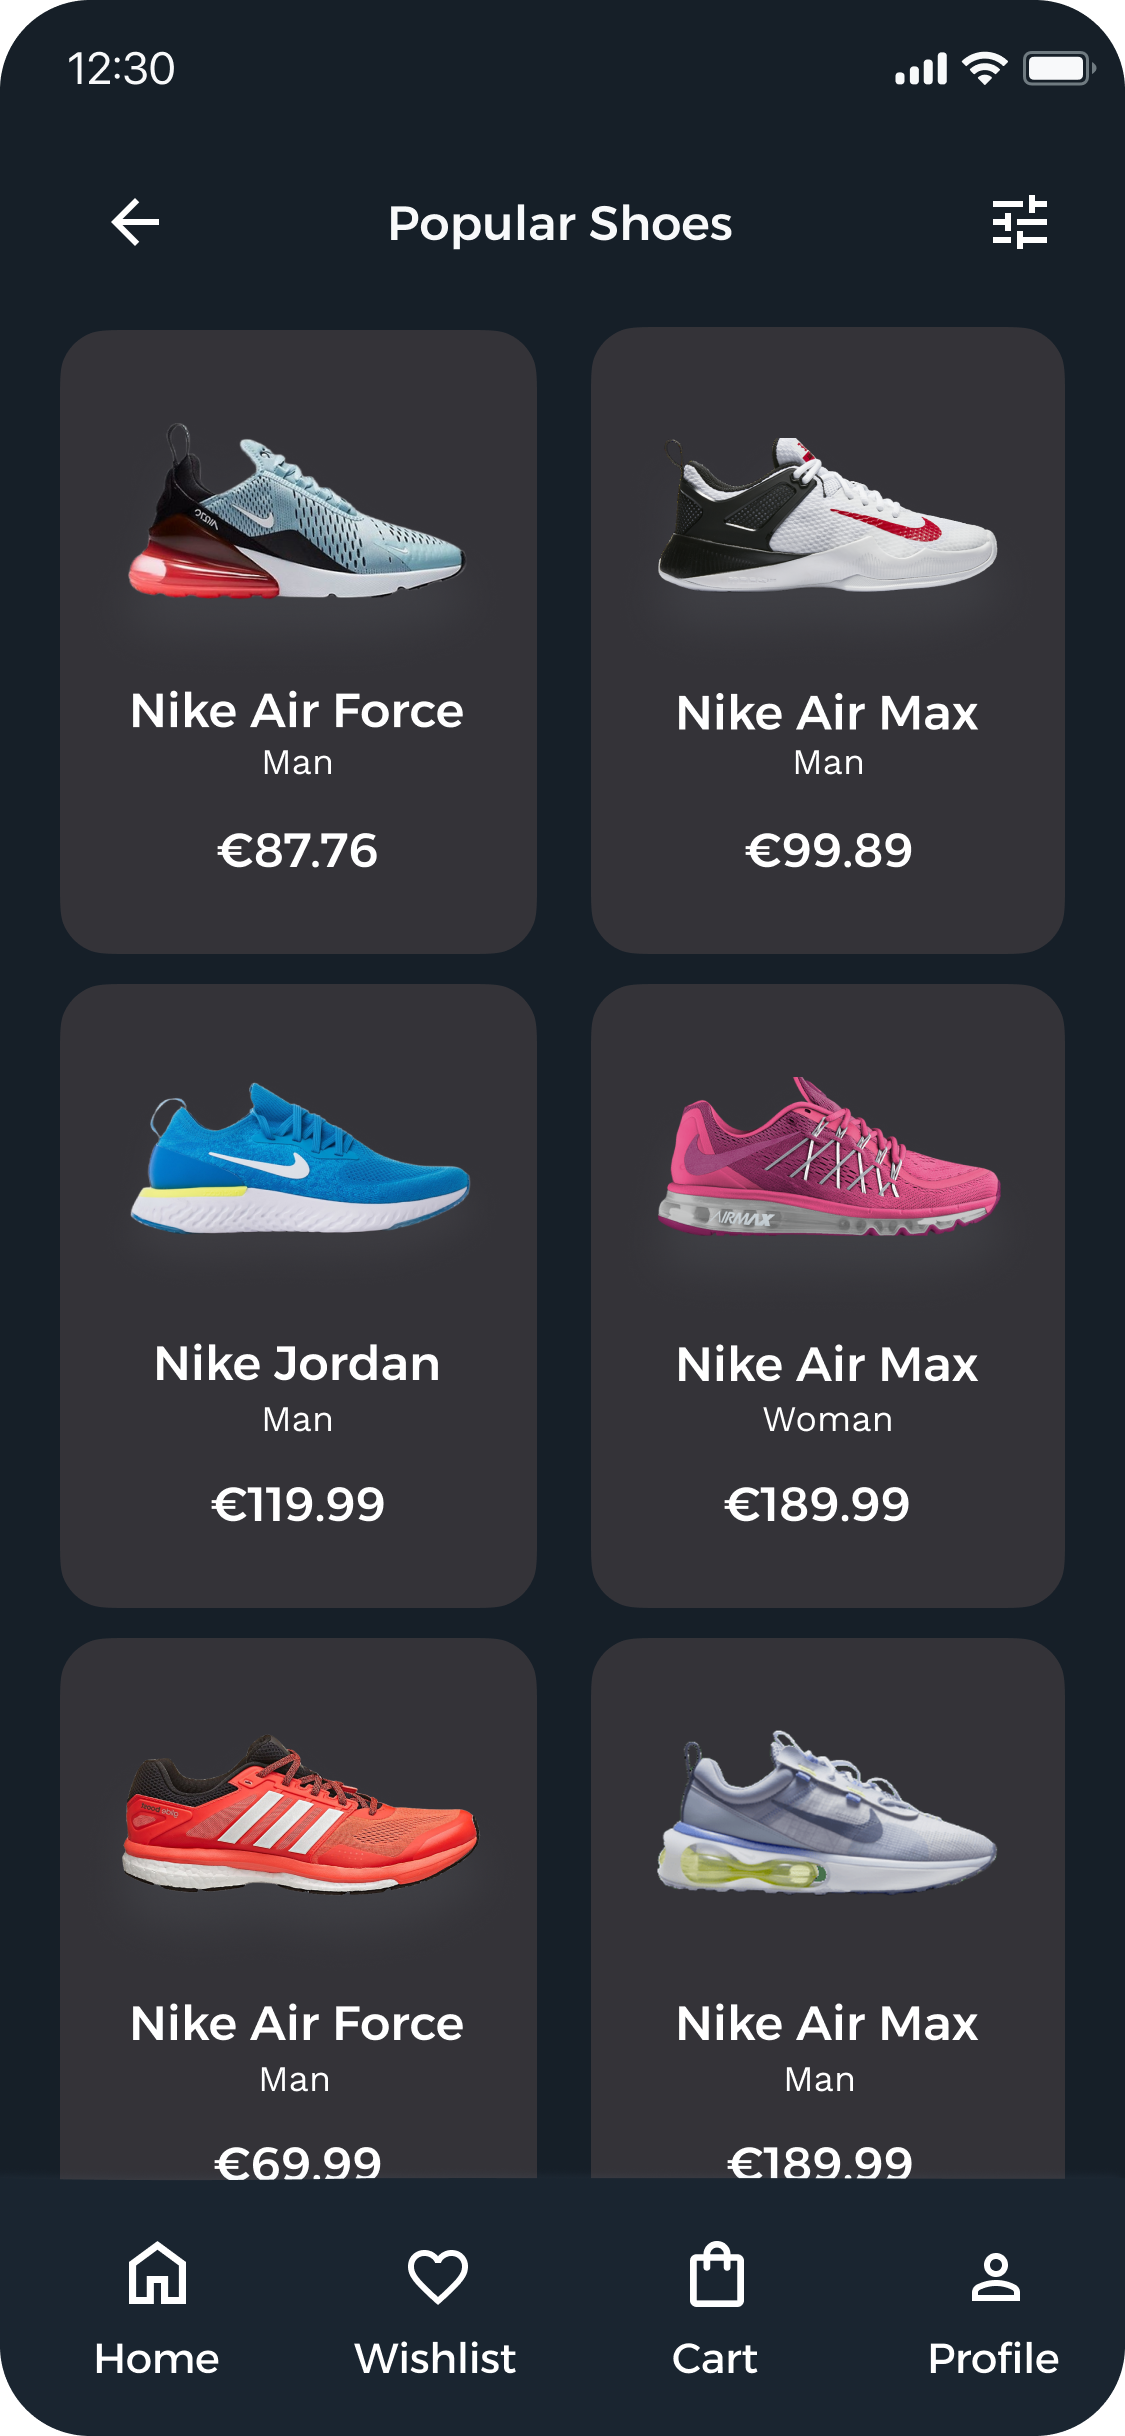 12:30
Popular Shoes
Nike Air Force
Man
€87.76
Nike Air Max
Man
€99.89
AIRMAX
Nike Jordan
Man
€119.99
Nike Air Max
Woman
€189.99
Nike Air Force
Man
€69.99
Nike Air Max
Man
€189.99
Home
Wishlist
Cart
Profile